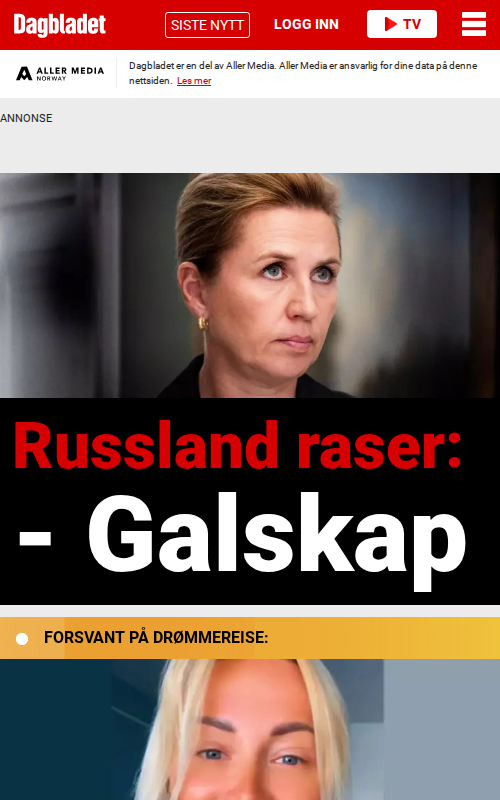 Dagbladet
SISTE NYTT
LOGG INN
TV
ALLER MEDIA
NORWAY
Dagbladet er en del av Aller Media. Aller Media er ansvarlig for dine data på denne
nettsiden. Les mer
ANNONSE
Russland raser:
- Galskap
FORSVANT PÅ DRØMMEREISE: